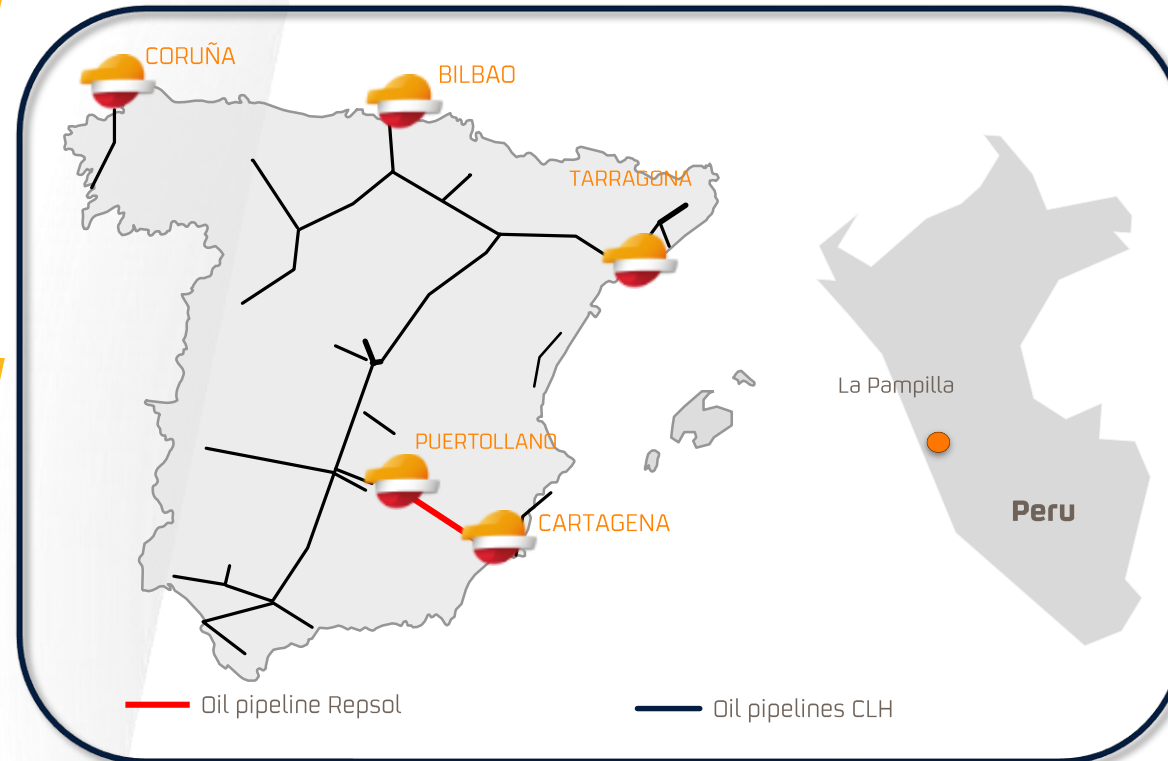 CORUÑA
BILBAO
TARRAGONA
La Pampilla
PUERTOLLANO
Peru
CARTAGENA
Oil pipeline Repsol
Oil pipelines CLH